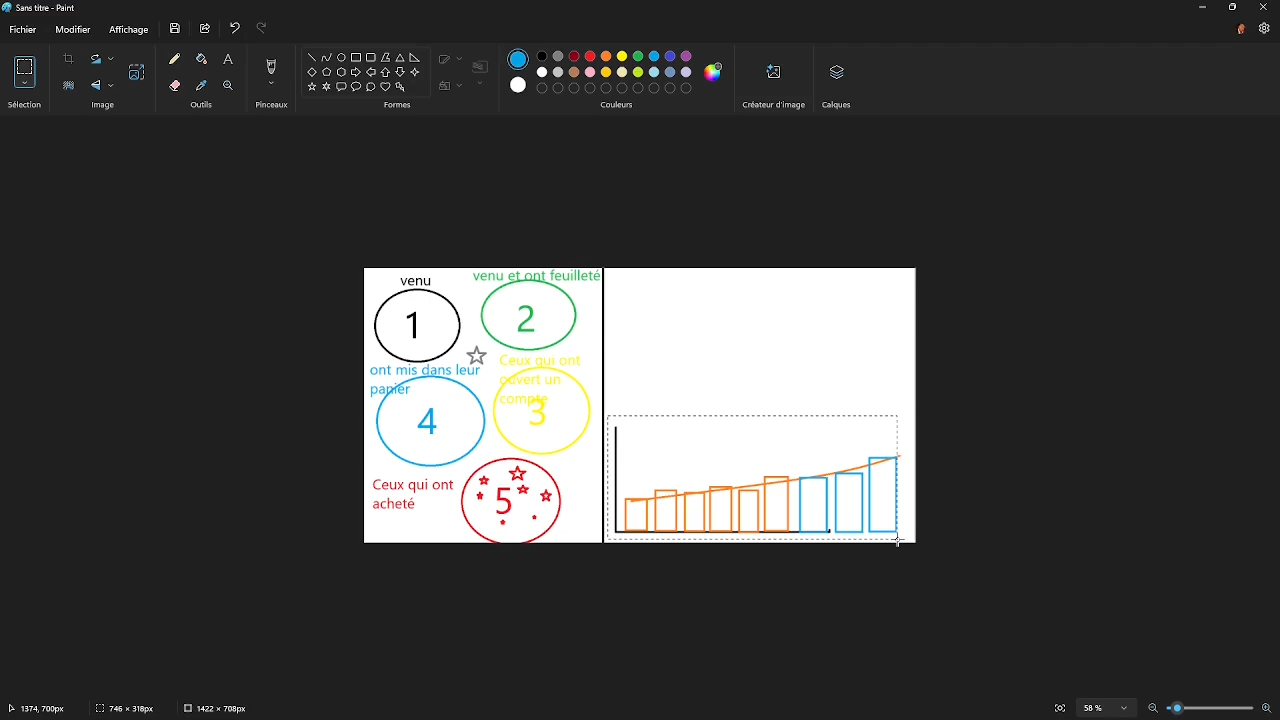 Sans titre - Paint
Fichier Modifier Affichage
Sélection Image Outils Pinceaux Formes Couleurs Créateur d'image Calques
venu
1
venu et ont feuilleté
2
ont mis dans leur
panier
4
Ceux qui ont
ouvert un
compte
3
Ceux qui ont
acheté
5
1374, 700px 746 × 318px 1422 × 708px 58 %